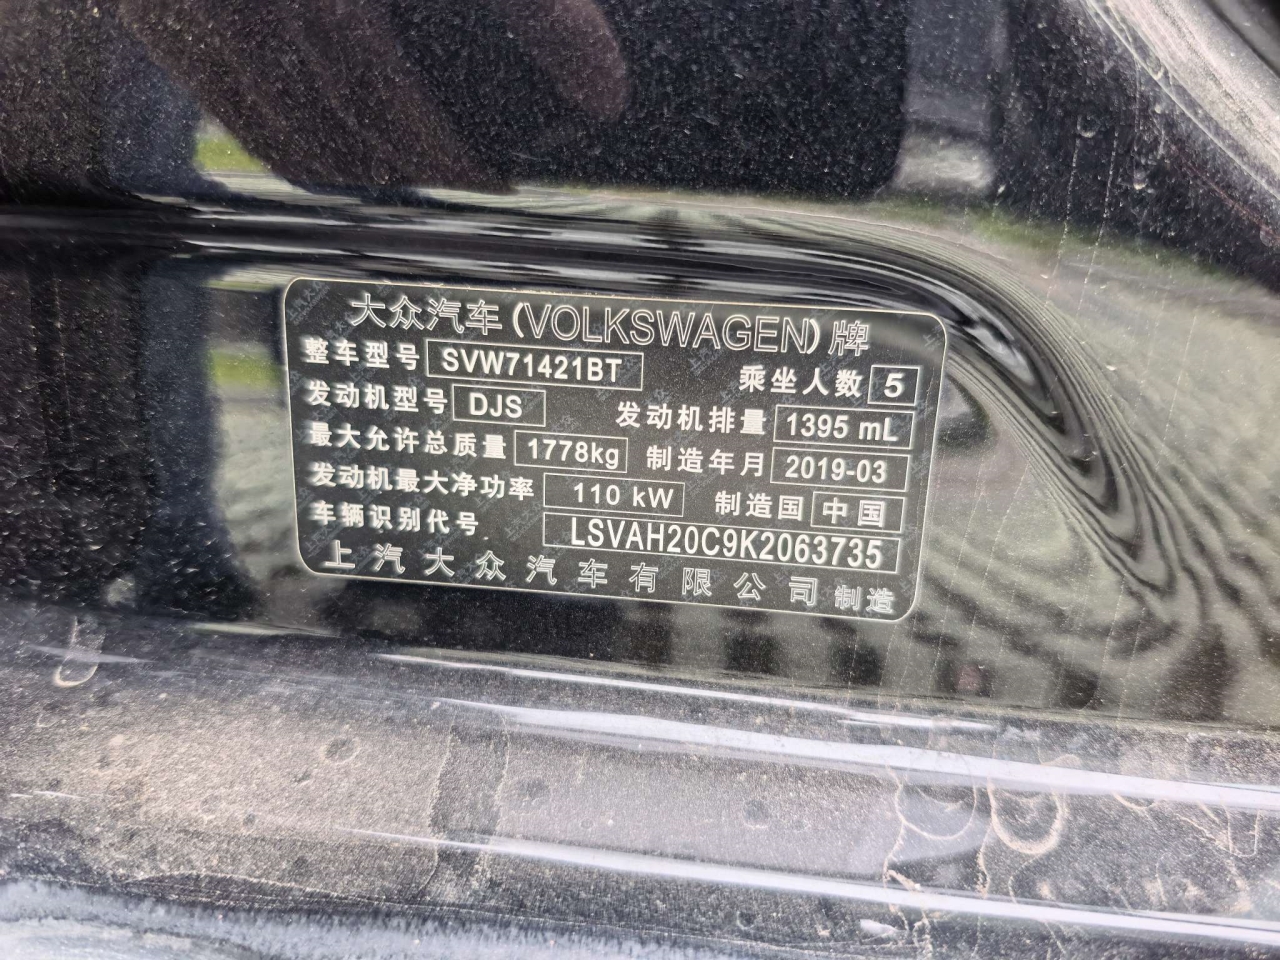 大众汽车(VOLKSWAGEN)牌
整车型号 SVW71421BT 乘坐人数 5
发动机型号 DJS 发动机排量 1395 mL
最大允许总质量 1778kg 制造年月 2019-03
发动机最大净功率 110 kW 制造国 中国
车辆识别代号 LSVAH20C9K2063735
上汽大众汽车有限公司 制造